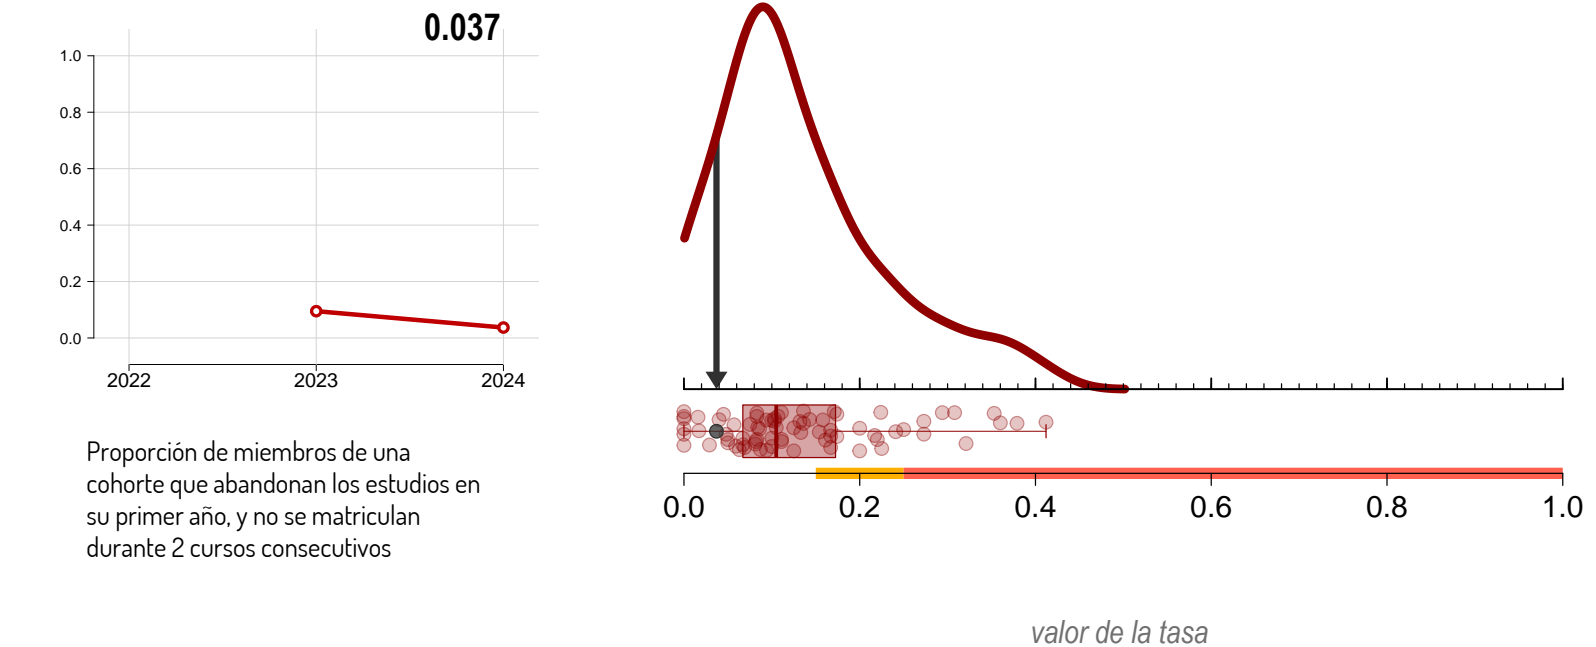 0.037
1.0
0.8
0.6
0.4
0.2
0.0
2022 2023 2024
Proporción de miembros de una
cohorte que abandonan los estudios en
su primer año, y no se matriculan
durante 2 cursos consecutivos
0.0 0.2 0.4 0.6 0.8 1.0
valor de la tasa